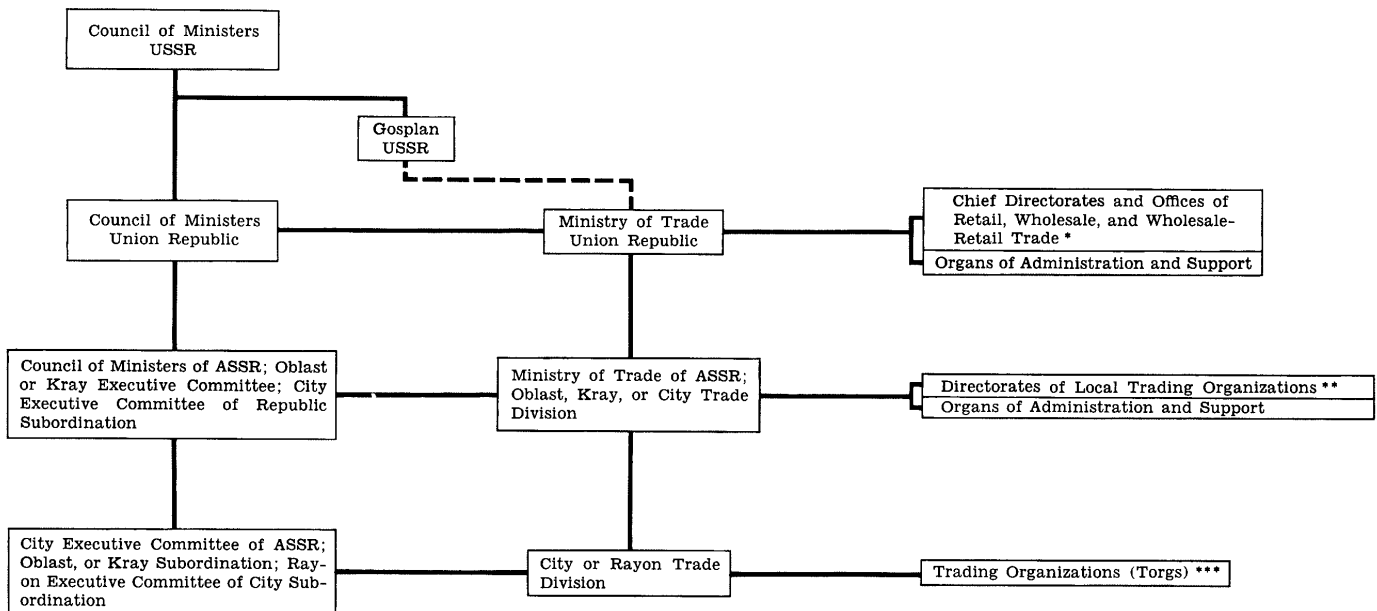 Council of Ministers
USSR
Gosplan
USSR
Council of Ministers
Union Republic
Ministry of Trade
Union Republic
Chief Directorates and Offices of
Retail, Wholesale, and Wholesale-
Retail Trade *
Organs of Administration and Support
Council of Ministers of ASSR; Oblast
or Kray Executive Committee; City
Executive Committee of Republic
Subordination
Ministry of Trade of ASSR;
Oblast, Kray, or City Trade
Division
Directorates of Local Trading Organizations **
Organs of Administration and Support
City Executive Committee of ASSR;
Oblast, or Kray Subordination; Ray-
on Executive Committee of City Sub-
ordination
City or Rayon Trade
Division
Trading Organizations (Torgs) ***